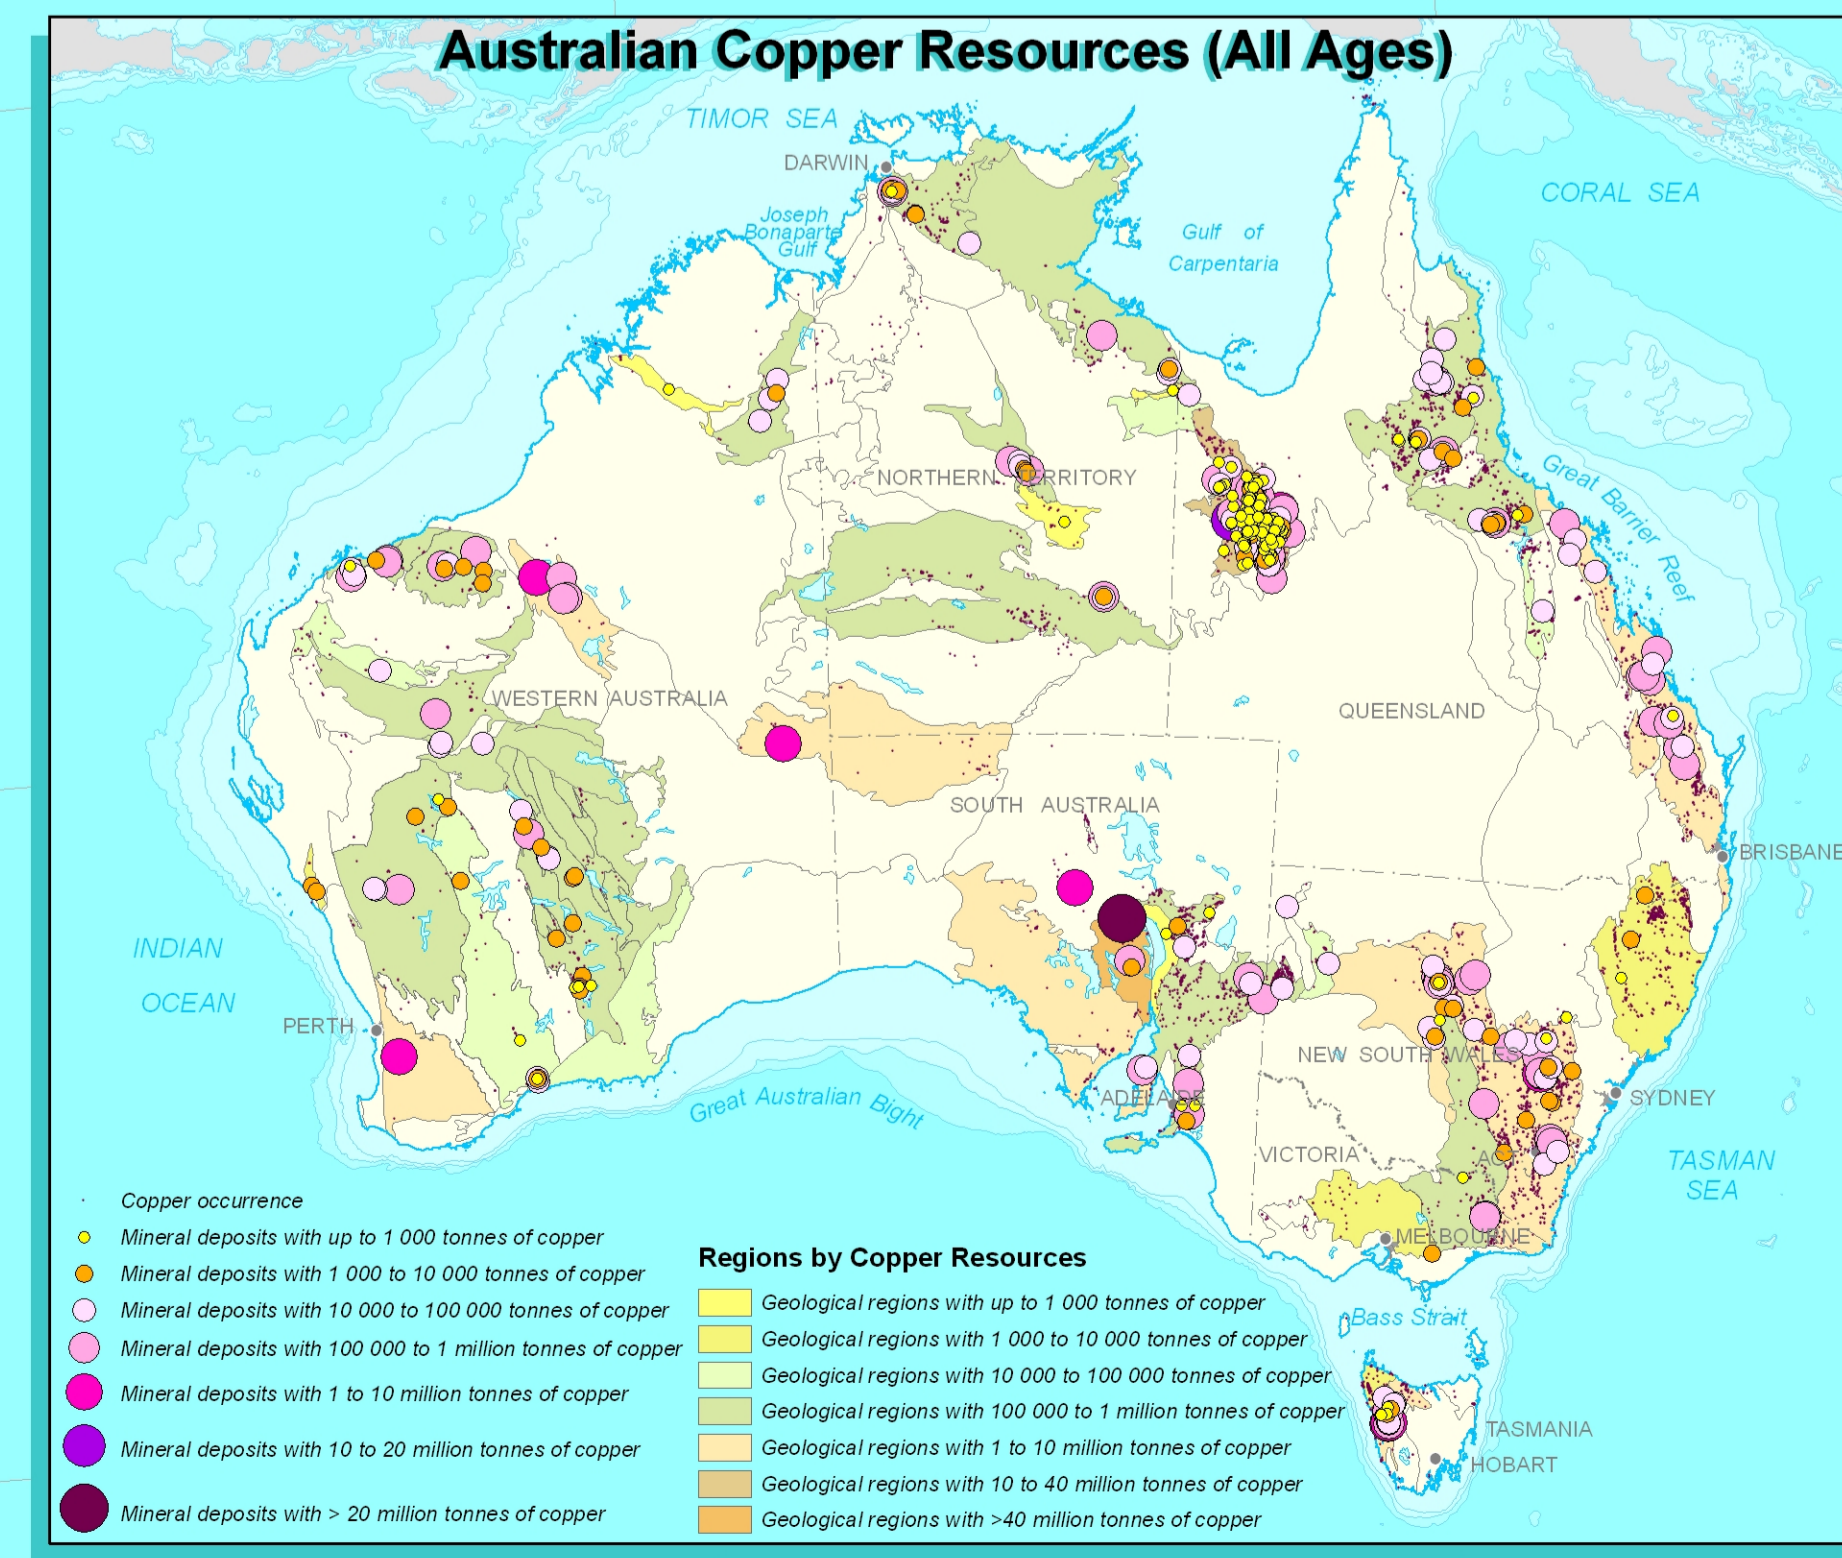 Australian Copper Resources (All Ages)
TIMOR SEA
DARWIN
CORAL SEA
Joseph
Bonaparte
Gulf
Gulf of
Carpentaria
Great Barrier Reef
NORTHERN TERRITORY
WESTERN AUSTRALIA
QUEENSLAND
SOUTH AUSTRALIA
BRISBANE
INDIAN
OCEAN
PERTH
NEW SOUTH WALES
Great Australian Bight
ADELAIDE
SYDNEY
VICTORIA
ACT
TASMAN
SEA
MELBOURNE
Bass Strait
TASMANIA
HOBART
Copper occurrence
Mineral deposits with up to 1 000 tonnes of copper
Mineral deposits with 1 000 to 10 000 tonnes of copper
Mineral deposits with 10 000 to 100 000 tonnes of copper
Mineral deposits with 100 000 to 1 million tonnes of copper
Mineral deposits with 1 to 10 million tonnes of copper
Mineral deposits with 10 to 20 million tonnes of copper
Mineral deposits with > 20 million tonnes of copper
Regions by Copper Resources
Geological regions with up to 1 000 tonnes of copper
Geological regions with 1 000 to 10 000 tonnes of copper
Geological regions with 10 000 to 100 000 tonnes of copper
Geological regions with 100 000 to 1 million tonnes of copper
Geological regions with 1 to 10 million tonnes of copper
Geological regions with 10 to 40 million tonnes of copper
Geological regions with >40 million tonnes of copper